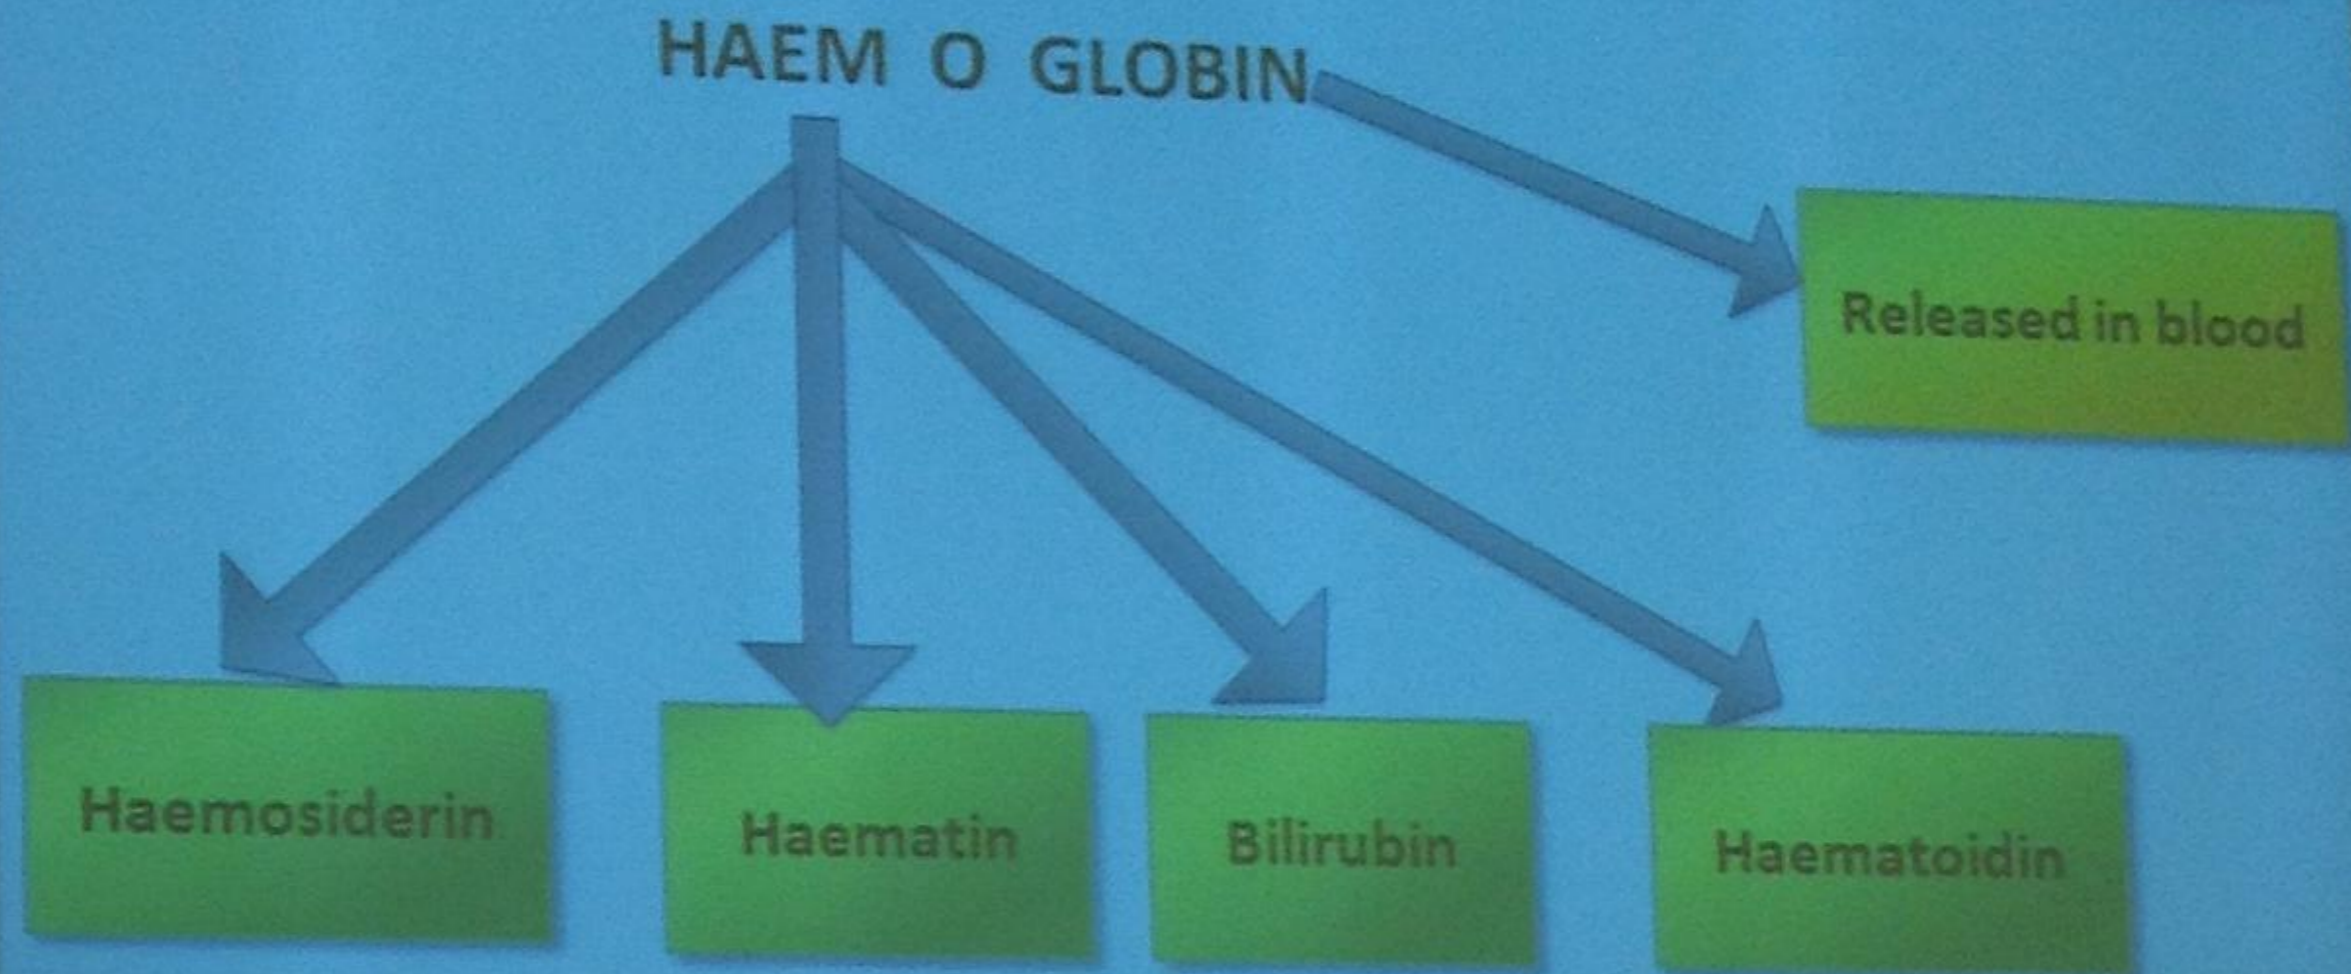 HAEM O GLOBIN
Released in blood
Haemosiderin
Haematin
Bilirubin
Haematoidin